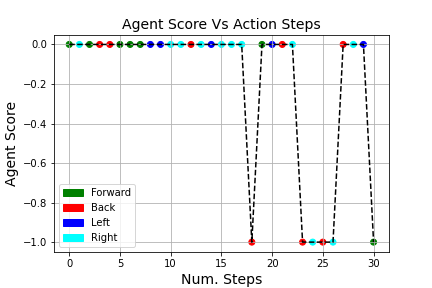 Agent Score Vs Action Steps
Agent Score
0.0
−0.2
−0.4
−0.6
−0.8
−1.0
Forward
Back
Left
Right
0 5 10 15 20 25 30
Num. Steps